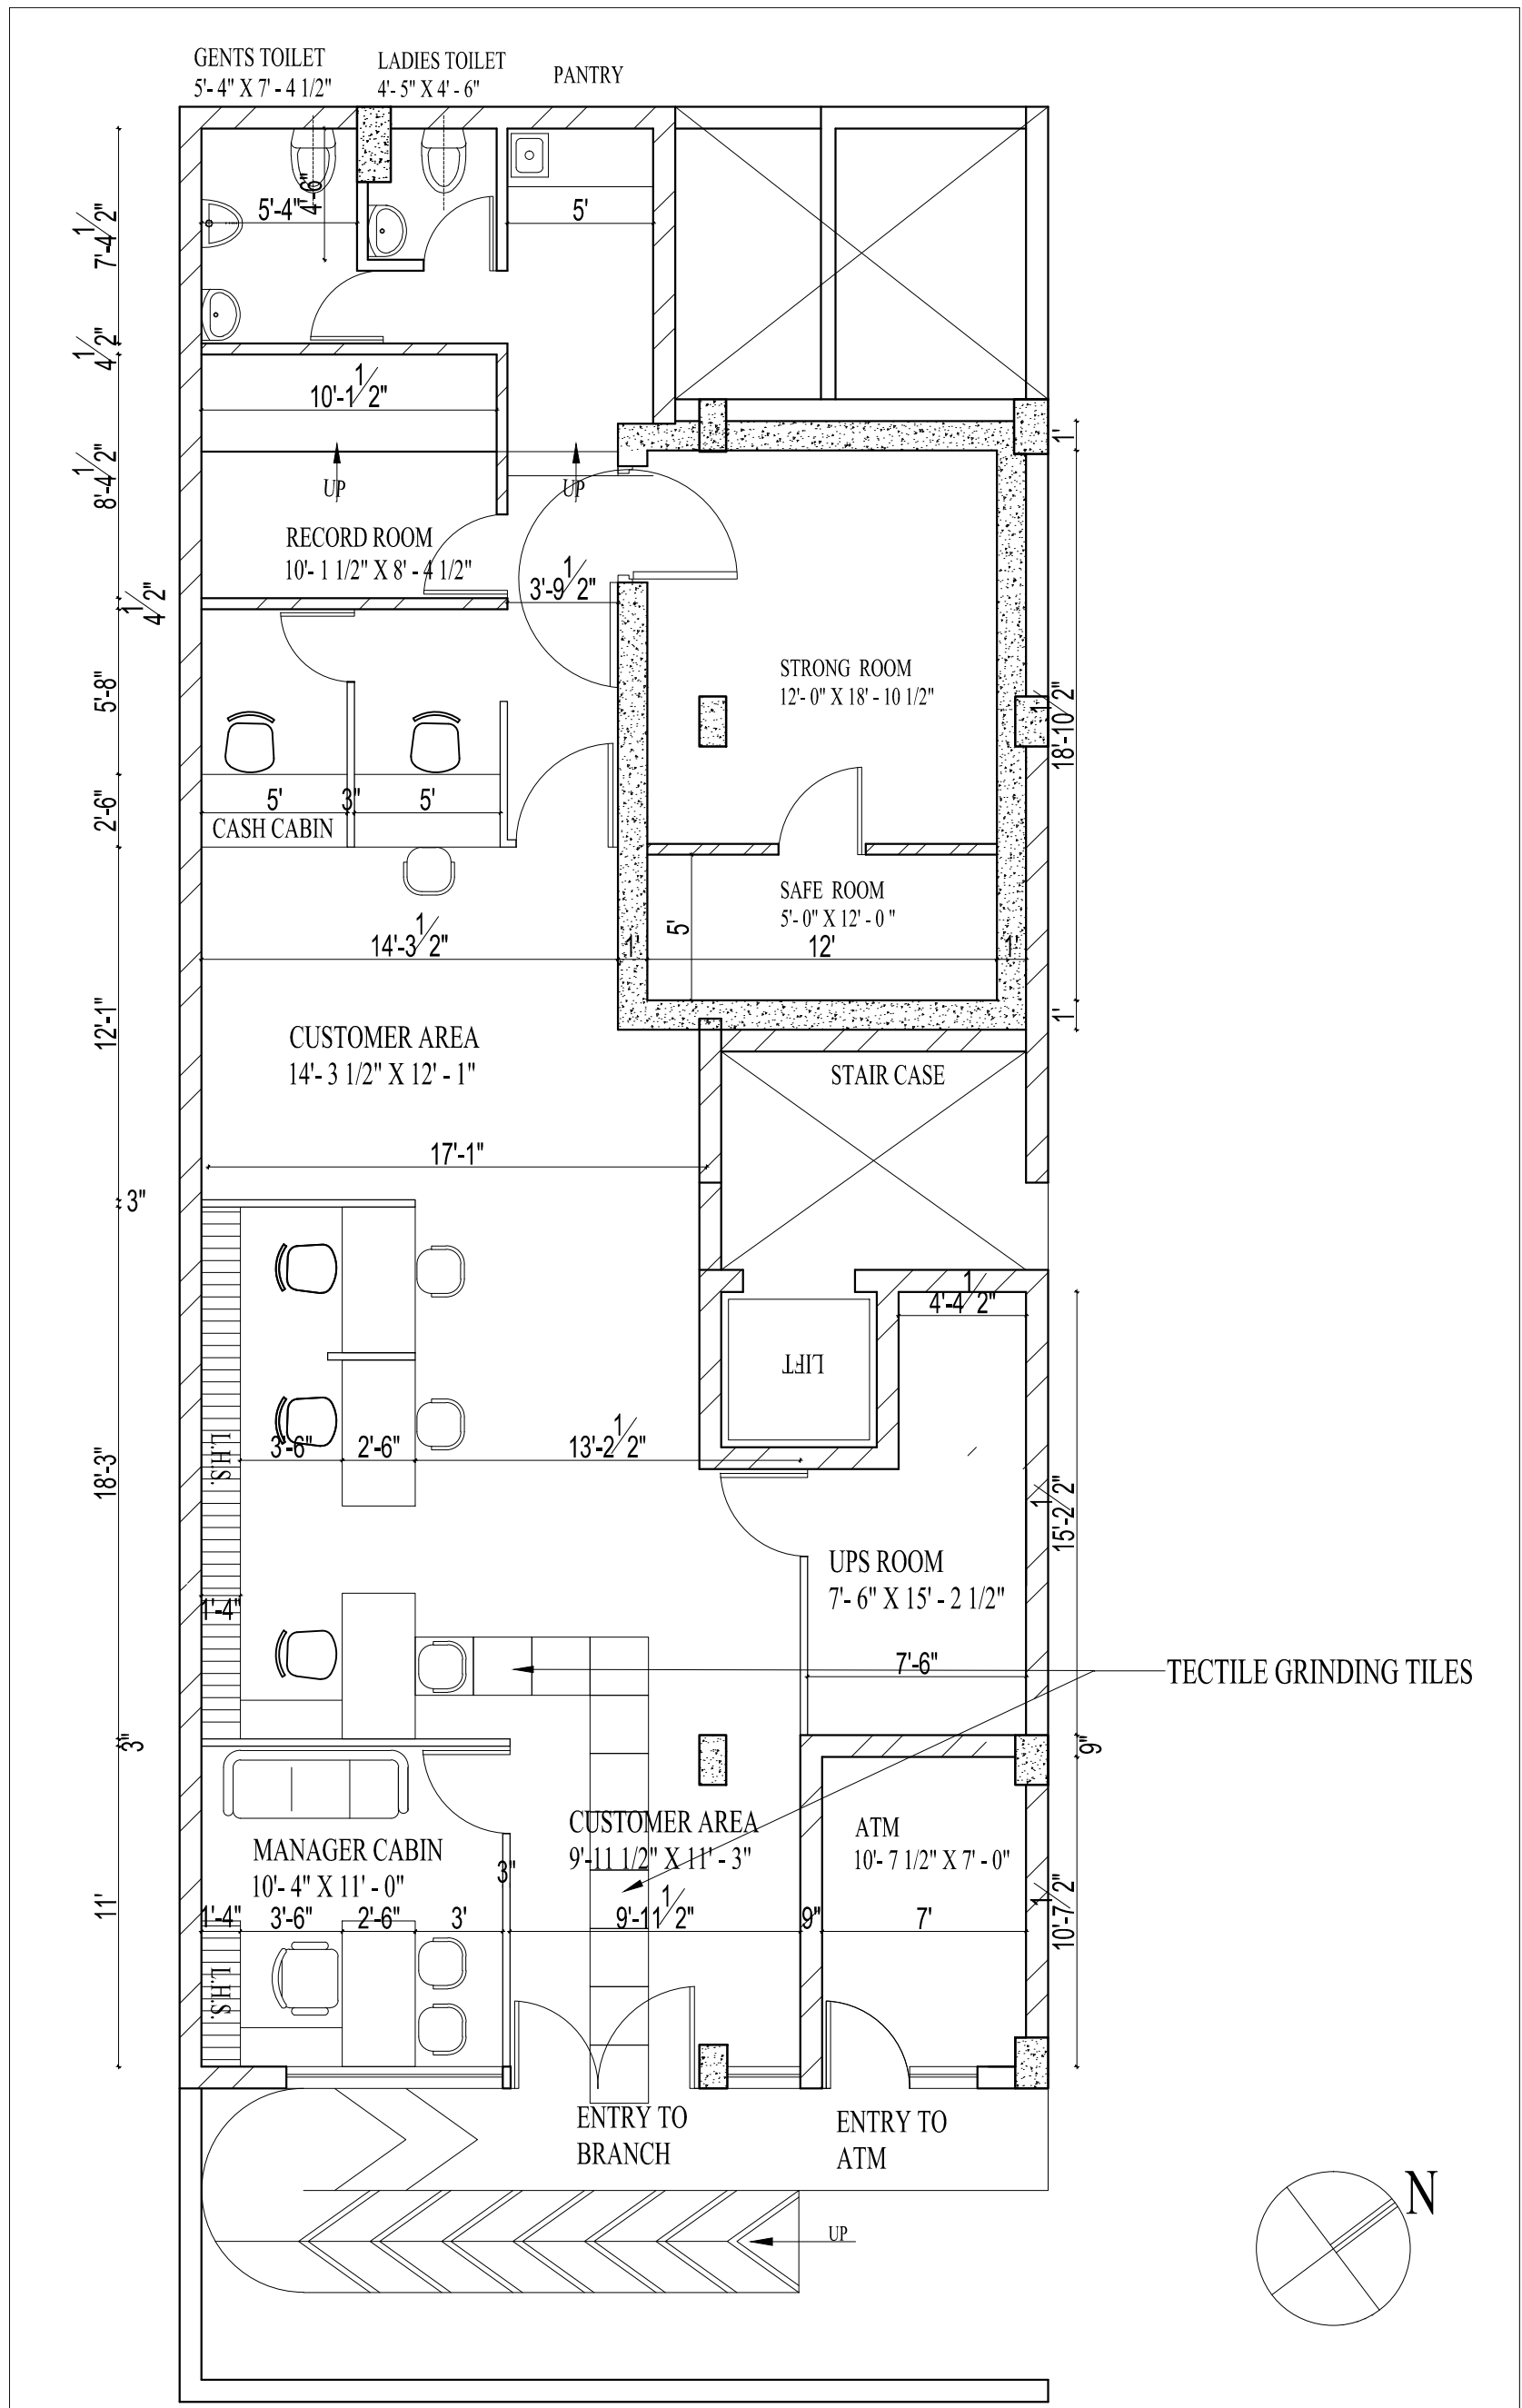 GENTS TOILET
5'- 4" X 7' - 4 1/2"
LADIES TOILET
4'- 5" X 4' - 6"
PANTRY
7'-4 1/2"
5'-4"
4'-6"
5'
4 1/2"
10'-1 1/2"
8'-4 1/2"
UP
UP
1'
RECORD ROOM
10'- 1 1/2" X 8' - 4 1/2"
3'-9 1/2"
4 1/2"
STRONG ROOM
12'- 0" X 18' - 10 1/2"
18'-10 1/2"
5'-8"
2'-6"
5'
3"
5'
CASH CABIN
SAFE ROOM
5'- 0" X 12' - 0 "
5'
14'-3 1/2"
1'
12'
1'
12'-1"
1'
CUSTOMER AREA
14'- 3 1/2" X 12' - 1"
STAIR CASE
17'-1"
3"
4'-4 1/2"
LIFT
L.H.S.
3'-6"
2'-6"
13'-2 1/2"
18'-3"
15'-2 1/2"
UPS ROOM
7'- 6" X 15' - 2 1/2"
1'-4"
7'-6"
TECTILE GRINDING TILES
3"
9"
CUSTOMER AREA
9'-11 1/2" X 11' - 3"
ATM
10'- 7 1/2" X 7' - 0"
MANAGER CABIN
10'- 4" X 11' - 0"
3"
11'
1'-4"
3'-6"
2'-6"
3'
9'-11 1/2"
9"
7'
10'-7 1/2"
L.H.S.
ENTRY TO
BRANCH
ENTRY TO
ATM
UP
N